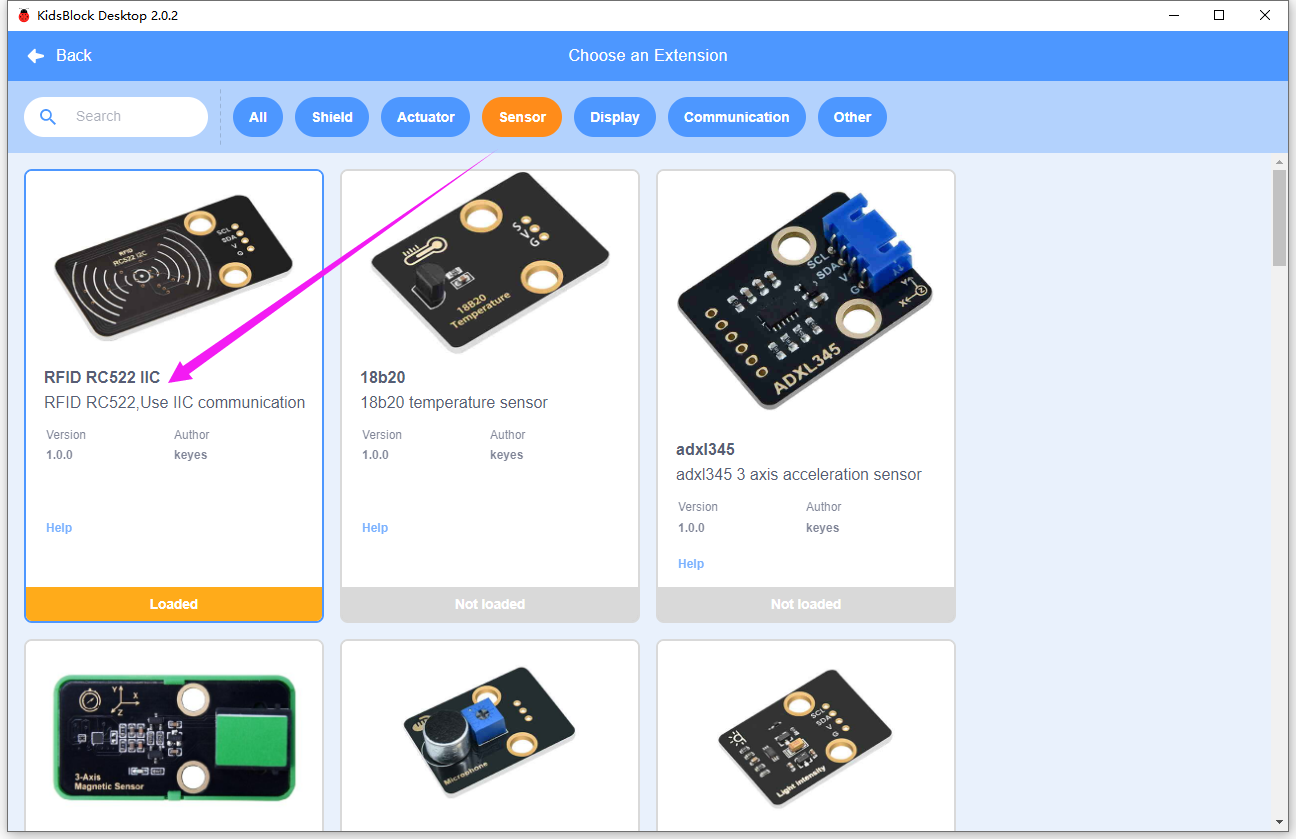 KidsBlock Desktop 2.0.2
Back
Choose an Extension
Search
All
Shield
Actuator
Sensor
Display
Communication
Other
RFID
RC522 IIC
SCL
SDA
V
G
RFID RC522 IIC
RFID RC522,Use IIC communication
Version
Author
1.0.0
keyes
Help
Loaded
S
V
G
18B20
Temperature
18b20
18b20 temperature sensor
Version
Author
1.0.0
keyes
Help
Not loaded
SCL
SDA
V
G
Y
X
Z
ADXL345
adxl345
adxl345 3 axis acceleration sensor
Version
Author
1.0.0
keyes
Help
Not loaded
Y
X
Z
3-Axis
Magnetic Sensor
Microphone
SCL
SDA
V
G
Light intensity